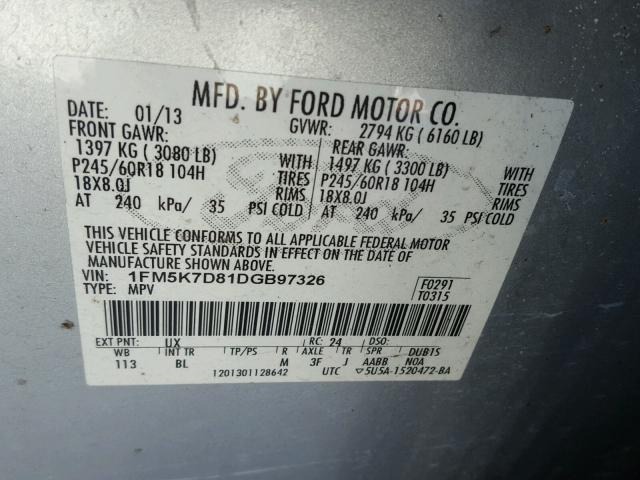 MFD. BY FORD MOTOR CO.
DATE: 01/13 GVWR: 2794 KG ( 6160 LB)
FRONT GAWR: REAR GAWR:
1397 KG ( 3080 LB) WITH 1497 KG ( 3300 LB) WITH
P245/60R18 104H TIRES P245/60R18 104H TIRES
18X8.0J RIMS 18X8.0J RIMS
AT 240 kPa/ 35 PSI COLD AT 240 kPa/ 35 PSI COLD
THIS VEHICLE CONFORMS TO ALL APPLICABLE FEDERAL MOTOR
VEHICLE SAFETY STANDARDS IN EFFECT ON THE DATE OF
MANUFACTURE SHOWN ABOVE.
VIN: 1FM5K7D81DGB97326 F0291
TYPE: MPV T0315
EXT PNT: UX RC: 24 DSO:
WB INT TR TP/PS R AXLE TR SPR DUB1S
113 BL M 3F J AABB NOA
1201301128642 UTC ▽5U5A-1520472-BA
Ford